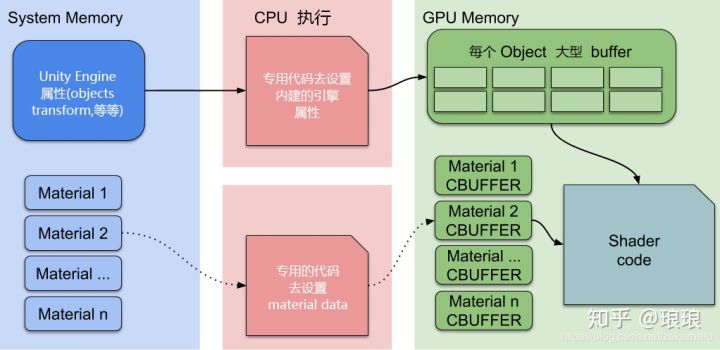 System Memory
CPU 执行
GPU Memory
Unity Engine
属性(objects
transform,等等)
专用代码去设置
内建的引擎
属性
每个 Object 大型 buffer
Material 1
Material 2
Material ...
Material n
专用的代码
去设置
material data
Material 1
CBUFFER
Material 2
CBUFFER
Material ...
CBUFFER
Material n
CBUFFER
Shader
code
知乎 @琅琅
https://blog.csdn.net/zakerhero